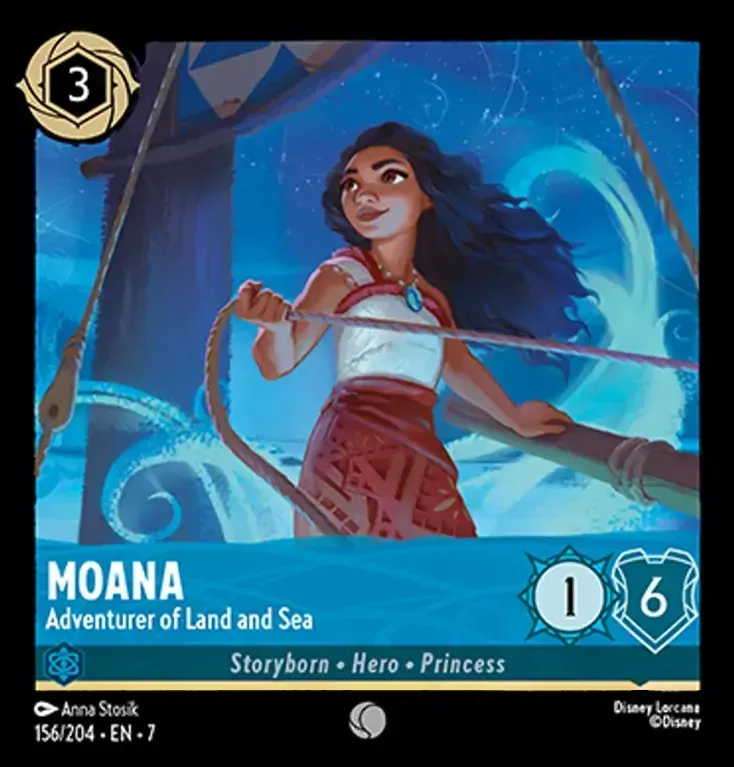 3
MOANA
Adventurer of Land and Sea
1
6
Storyborn • Hero • Princess
Anna Stosik
156/204 • EN • 7
Disney Lorcana
©Disney